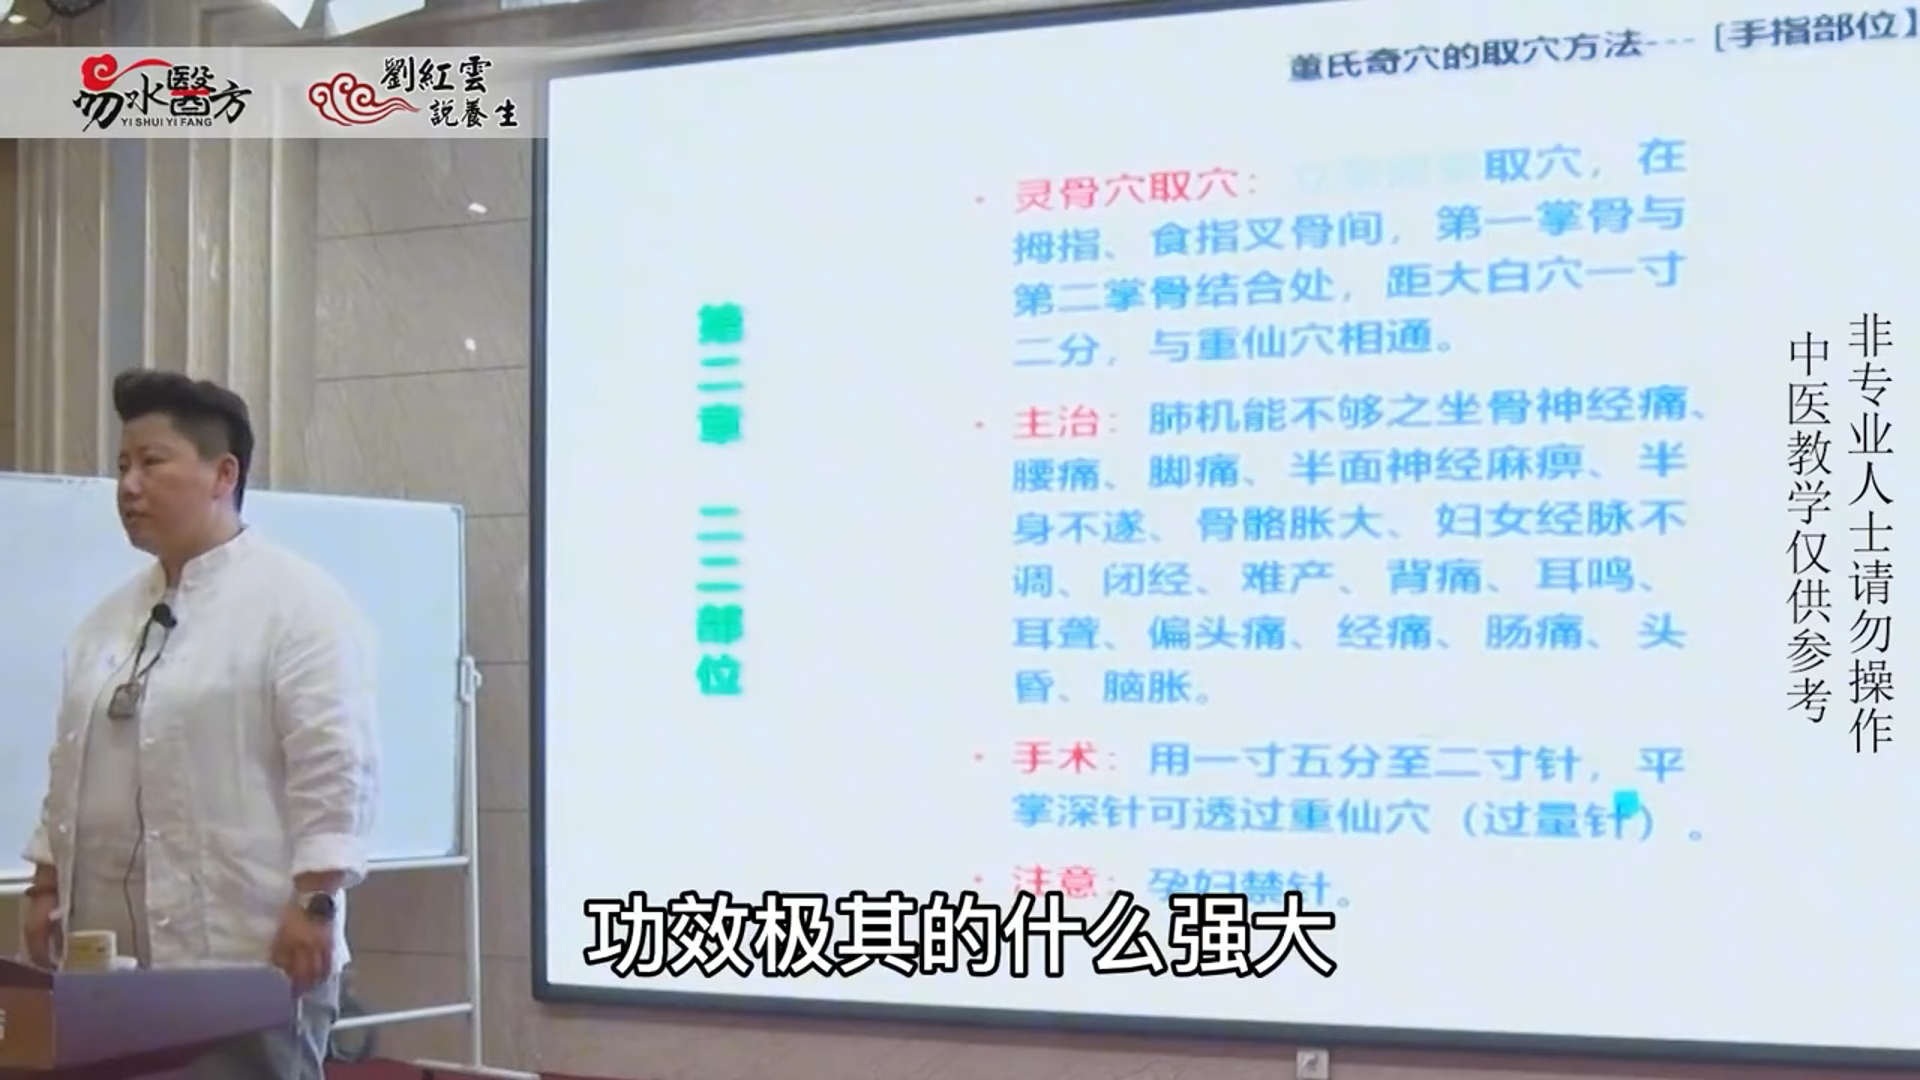 易水醫方
YI SHUI YI FANG
劉紅雲
說養生
董氏奇穴的取穴方法---［手指部位］
第二章 二二部位
· 灵骨穴取穴： 取穴，在
拇指、食指叉骨间，第一掌骨与
第二掌骨结合处，距大白穴一寸
二分，与重仙穴相通。
· 主治：肺机能不够之坐骨神经痛、
腰痛、脚痛、半面神经麻痹、半
身不遂、骨骼胀大、妇女经脉不
调、闭经、难产、背痛、耳鸣、
耳聋、偏头痛、经痛、肠痛、头
昏、脑胀。
· 手术：用一寸五分至二寸针，平
掌深针可透过重仙穴（过量针）。
· 注意：孕妇禁针。
非专业人士请勿操作
中医教学仅供参考
功效极其的什么强大